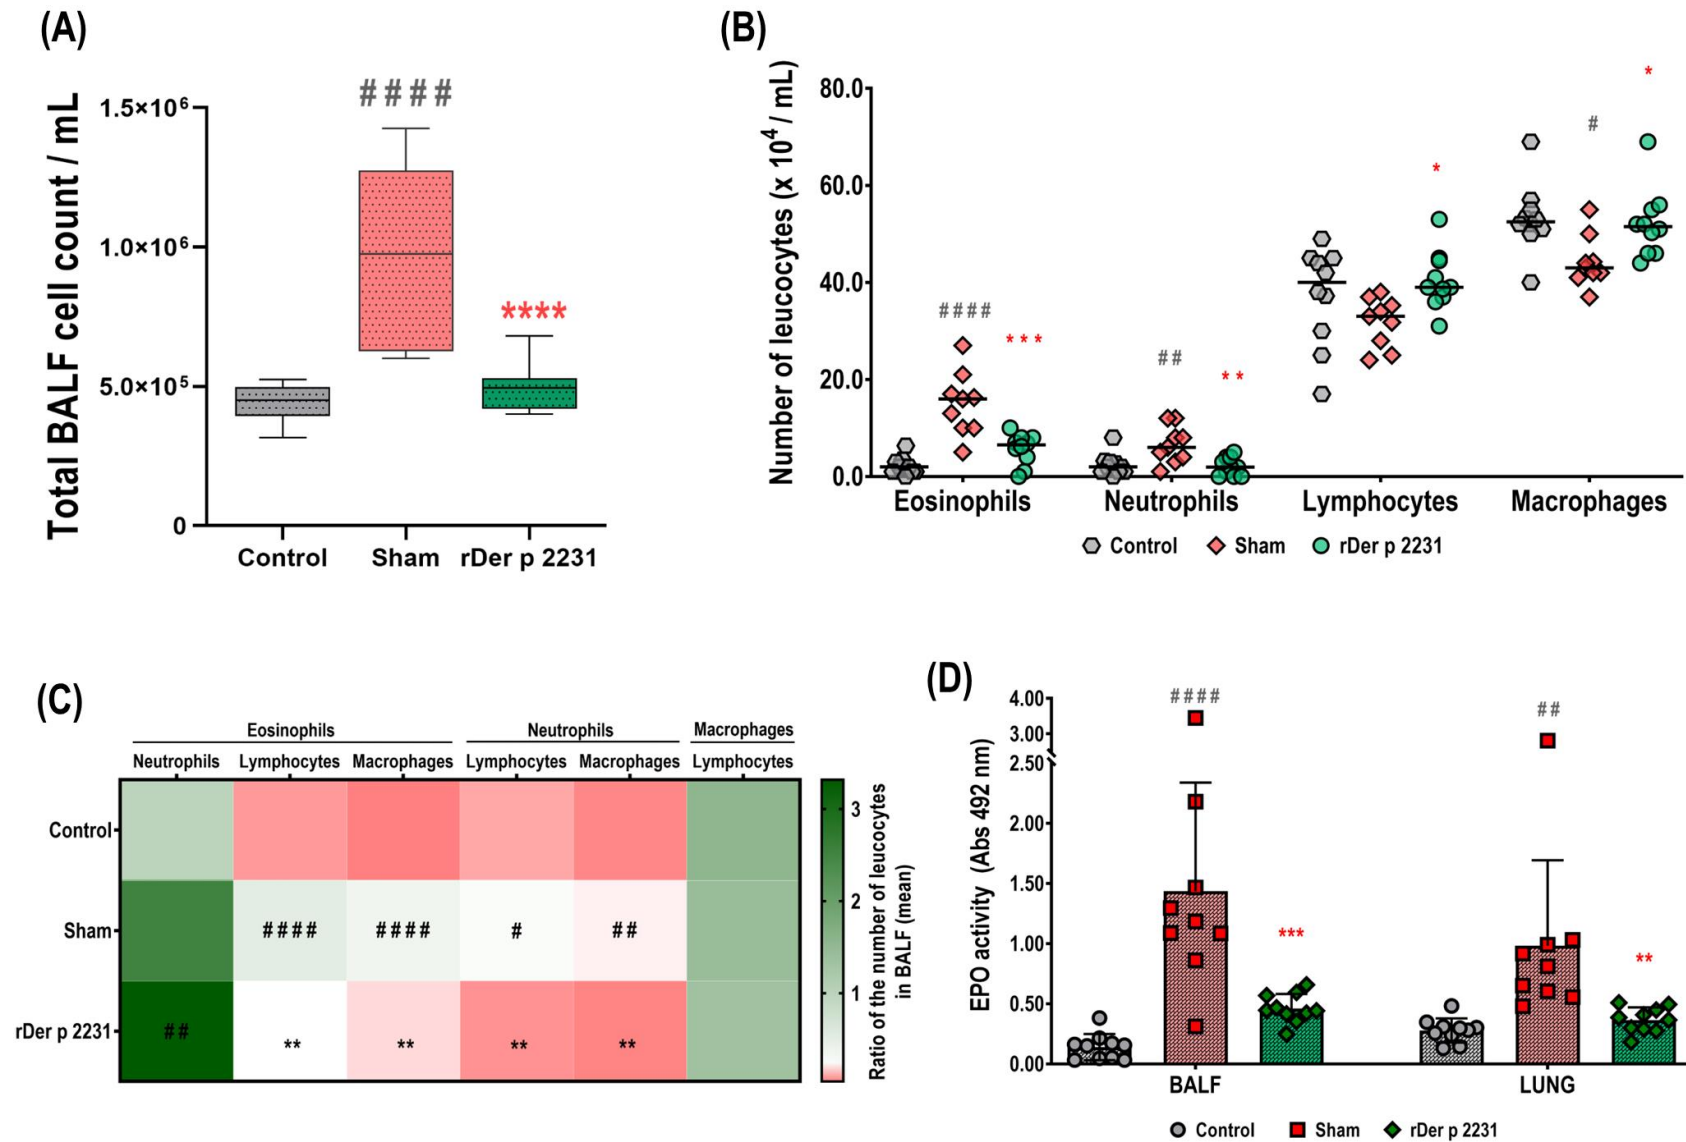 (A)
Total BALF cell count / mL
1.5×10⁶
1.0×10⁶
5.0×10⁵
0
####
****
Control Sham rDer p 2231
(B)
Number of leucocytes (x 10⁴ / mL)
80.0
60.0
40.0
20.0
0.0
#### *** ## ** * # *
Eosinophils Neutrophils Lymphocytes Macrophages
Control Sham rDer p 2231
(C)
Eosinophils Neutrophils Macrophages
Neutrophils Lymphocytes Macrophages Lymphocytes Macrophages Lymphocytes
Control
Sham #### #### # ##
rDer p 2231 ## ** ** ** **
3
2
1
Ratio of the number of leucocytes
in BALF (mean)
(D)
EPO activity (Abs 492 nm)
4.00
3.00
2.50
2.00
1.50
1.00
0.50
0.00
#### *** ## **
BALF LUNG
Control Sham rDer p 2231